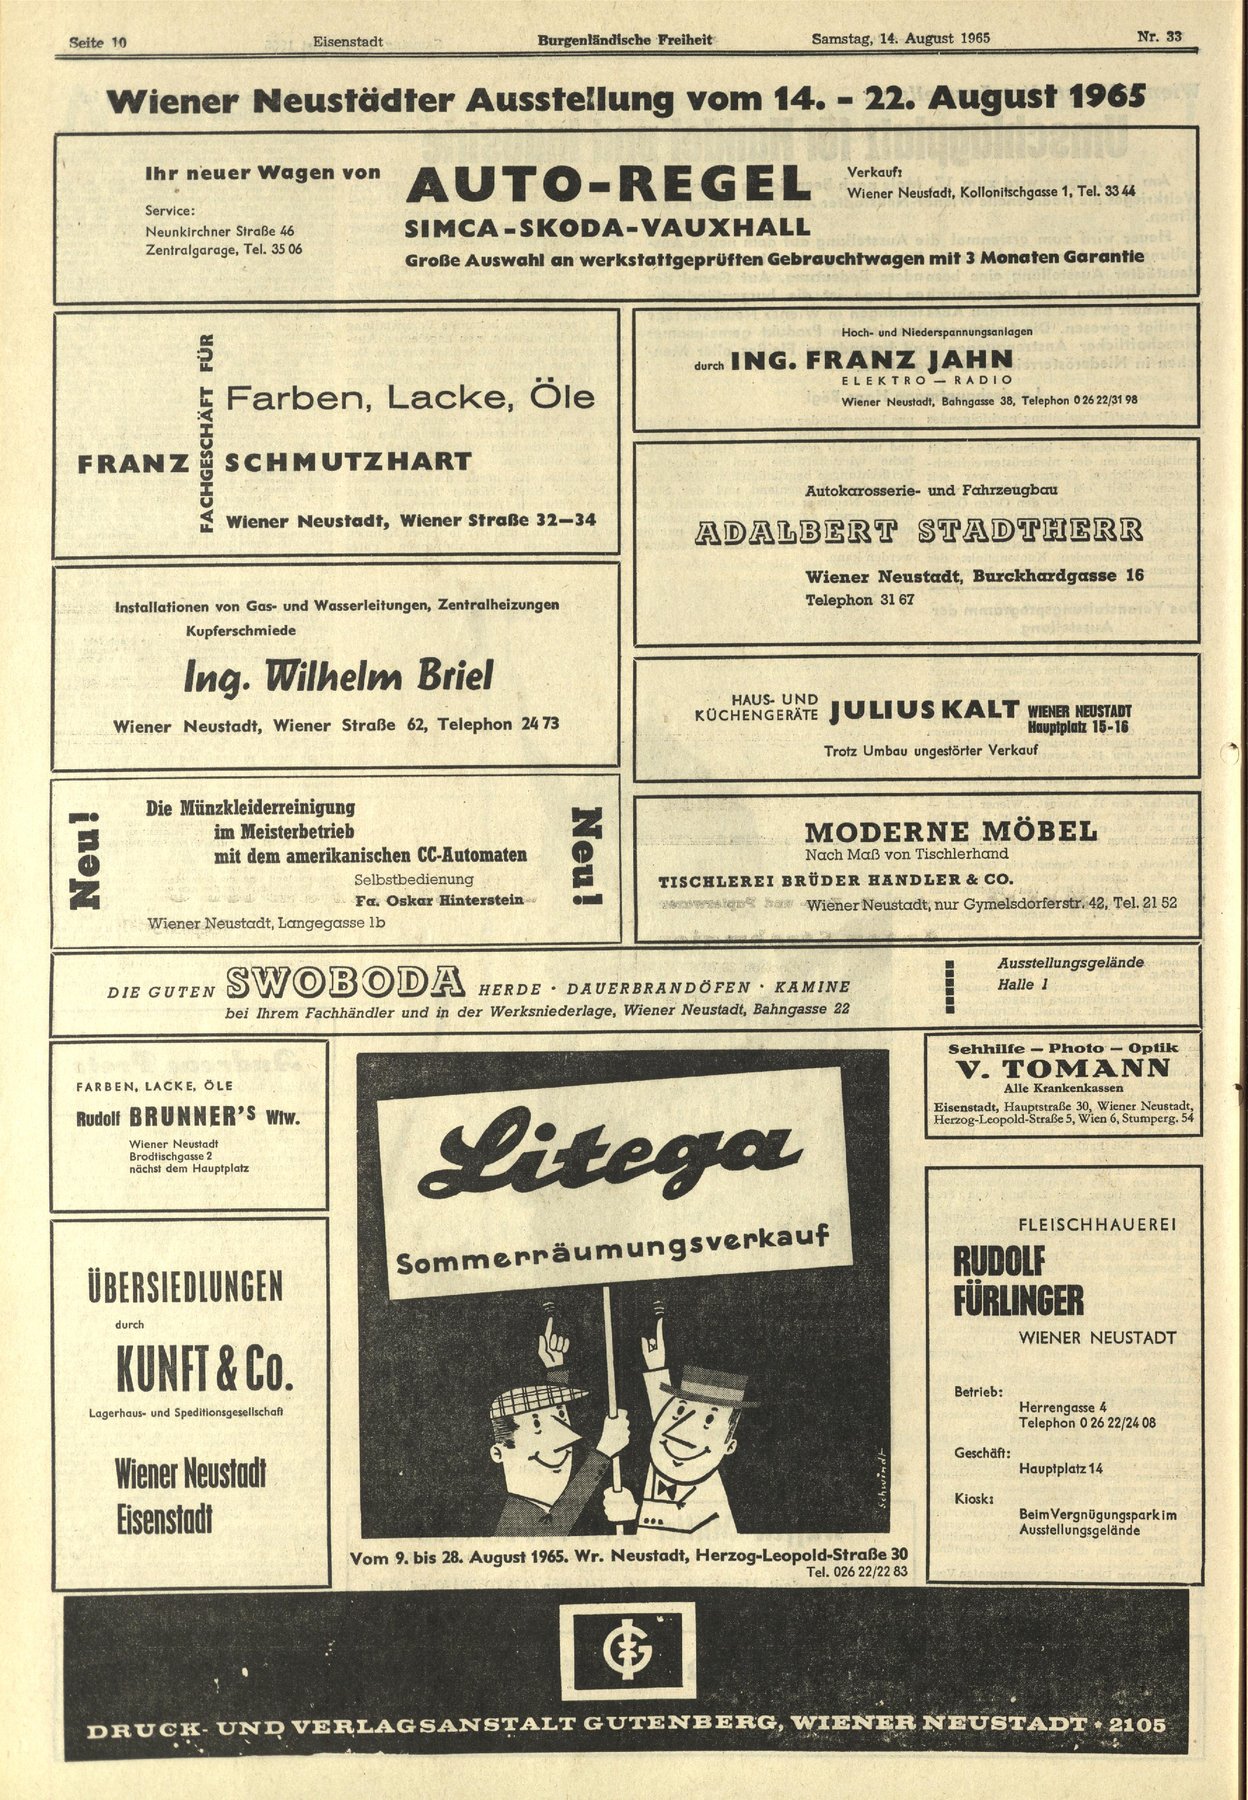 Seite 10 Eisenstadt Burgenländische Freiheit Samstag, 14. August 1965 Nr. 33
Wiener Neustädter Ausstellung vom 14. – 22. August 1965
Ihr neuer Wagen von
Service:
Neunkirchner Straße 46
Zentralgarage, Tel. 35 06
AUTO-REGEL
SIMCA-SKODA-VAUXHALL
Große Auswahl an werkstattgeprüften Gebrauchtwagen mit 3 Monaten Garantie
Verkauf:
Wiener Neustadt, Kollonitschgasse 1, Tel. 33 44
FACHGESCHÄFT FÜR
Farben, Lacke, Öle
FRANZ SCHMUTZHART
Wiener Neustadt, Wiener Straße 32–34
Hoch- und Niederspannungsanlagen
durch ING. FRANZ JAHN
ELEKTRO — RADIO
Wiener Neustadt, Bahngasse 38, Telephon 0 26 22/31 98
Autokarosserie- und Fahrzeugbau
ADALBERT STADTHERR
Wiener Neustadt, Burckhardgasse 16
Telephon 31 67
Installationen von Gas- und Wasserleitungen, Zentralheizungen
Kupferschmiede
Ing. Wilhelm Briel
Wiener Neustadt, Wiener Straße 62, Telephon 24 73
HAUS- UND
KÜCHENGERÄTE JULIUS KALT WIENER NEUSTADT
Hauptplatz 15-16
Trotz Umbau ungestörter Verkauf
Neu!
Die Münzkleiderreinigung
im Meisterbetrieb
mit dem amerikanischen CC-Automaten
Selbstbedienung
Fa. Oskar Hinterstein
Wiener Neustadt, Langegasse 1b
Neu!
MODERNE MÖBEL
Nach Maß von Tischlerhand
TISCHLEREI BRÜDER HANDLER & CO.
Wiener Neustadt, nur Gymelsdorferstr. 42, Tel. 21 52
DIE GUTEN SWOBODA HERDE · DAUERBRANDÖFEN · KAMINE
bei Ihrem Fachhändler und in der Werksniederlage, Wiener Neustadt, Bahngasse 22
Ausstellungsgelände
Halle 1
FARBEN, LACKE, ÖLE
Rudolf BRUNNER'S Wtw.
Wiener Neustadt
Brodtischgasse 2
nächst dem Hauptplatz
Sehhilfe — Photo — Optik
V. TOMANN
Alle Krankenkassen
Eisenstadt, Hauptstraße 30, Wiener Neustadt,
Herzog-Leopold-Straße 5, Wien 6, Stumperg. 54
Litega
Sommerräumungsverkauf
schwindt
Vom 9. bis 28. August 1965. Wr. Neustadt, Herzog-Leopold-Straße 30
Tel. 026 22/22 83
ÜBERSIEDLUNGEN
durch
KUNFT & Co.
Lagerhaus- und Speditionsgesellschaft
Wiener Neustadt
Eisenstadt
FLEISCHHAUEREI
RUDOLF
FÜRLINGER
WIENER NEUSTADT
Betrieb:
Herrengasse 4
Telephon 0 26 22/24 08
Geschäft:
Hauptplatz 14
Kiosk:
Beim Vergnügungspark im
Ausstellungsgelände
DRUCK- UND VERLAGSANSTALT GUTENBERG, WIENER NEUSTADT · 2105